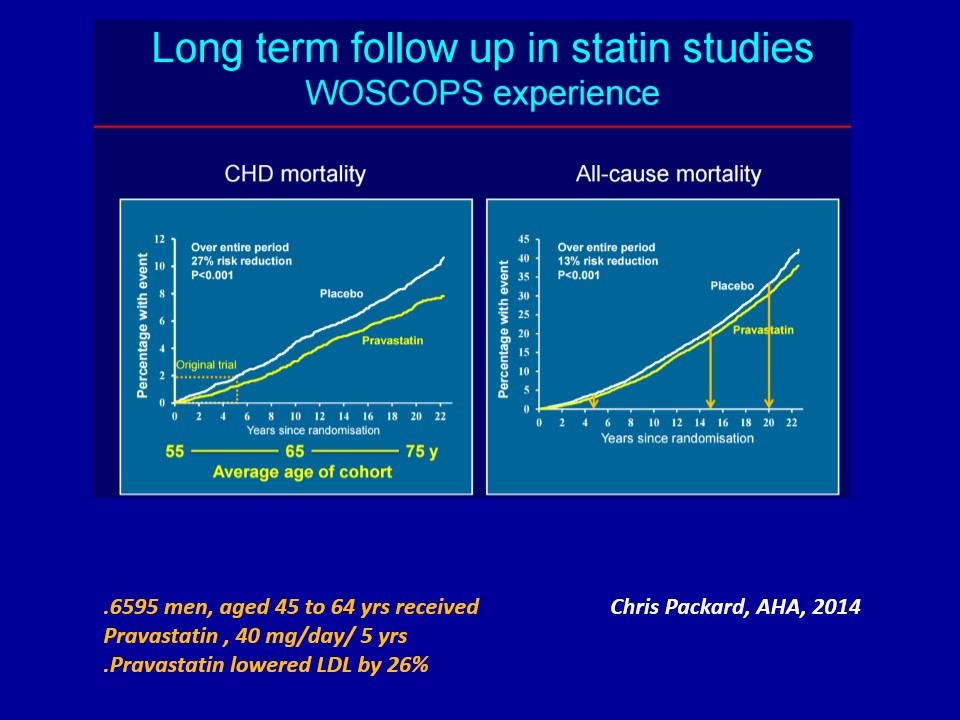 Long term follow up in statin studies
WOSCOPS experience
CHD mortality
Percentage with event
12
10
8
6
4
2
0
Over entire period
27% risk reduction
P<0.001
Placebo
Pravastatin
Original trial
0 2 4 6 8 10 12 14 16 18 20 22
Years since randomisation
55 65 75 y
Average age of cohort
All-cause mortality
Percentage with event
45
40
35
30
25
20
15
10
5
0
Over entire period
13% risk reduction
P<0.001
Placebo
Pravastatin
0 2 4 6 8 10 12 14 16 18 20 22
Years since randomisation
.6595 men, aged 45 to 64 yrs received
Pravastatin , 40 mg/day/ 5 yrs
.Pravastatin lowered LDL by 26%
Chris Packard, AHA, 2014